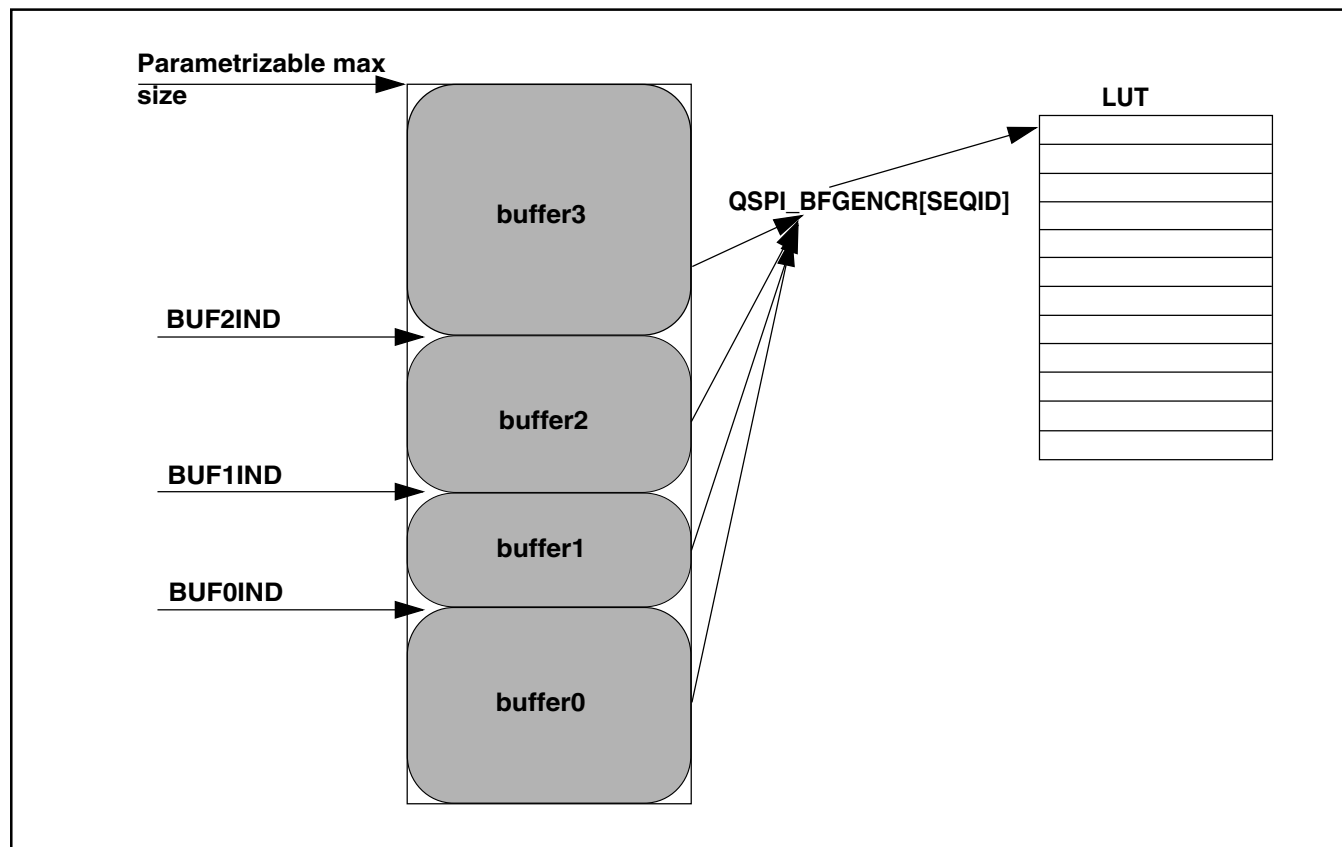 Parametrizable max
size
LUT
QSPI_BFGENCR[SEQID]
buffer3
BUF2IND
buffer2
BUF1IND
buffer1
BUF0IND
buffer0